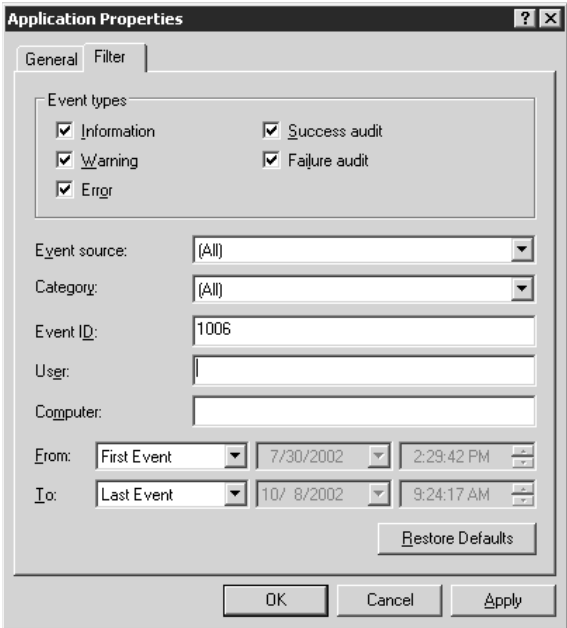 Application Properties
General Filter
Event types
Information Success audit
Warning Failure audit
Error
Event source: (All)
Category: (All)
Event ID: 1006
User:
Computer:
From: First Event 7/30/2002 2:29:42 PM
To: Last Event 10/ 8/2002 9:24:17 AM
Restore Defaults
OK Cancel Apply